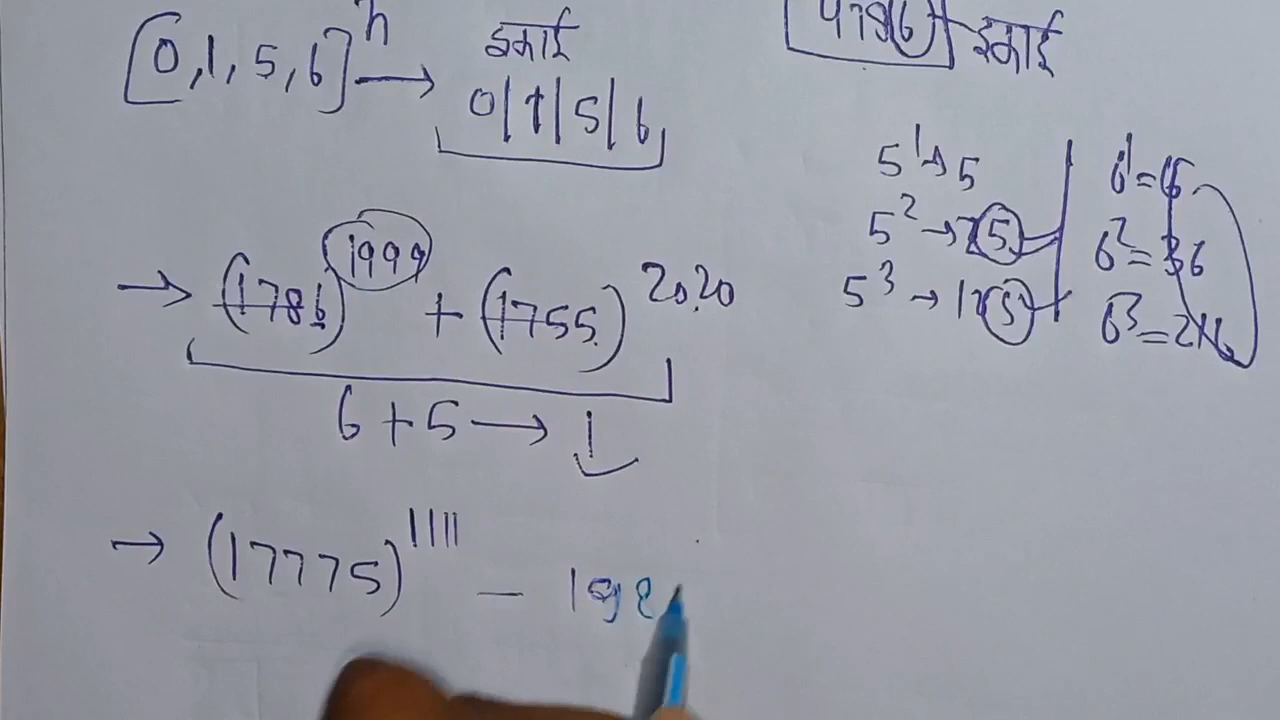 [0,1,5,6]ⁿ → इकाई
0|1|5|6
4786 इकाई
5¹→5
5²→25
5³→125
6¹=6
6²=36
6³=216
→ (1786)¹⁹⁹⁹ + (1755)²⁰²⁰
6+5 → 1
→ (17775)¹¹¹¹ – 198